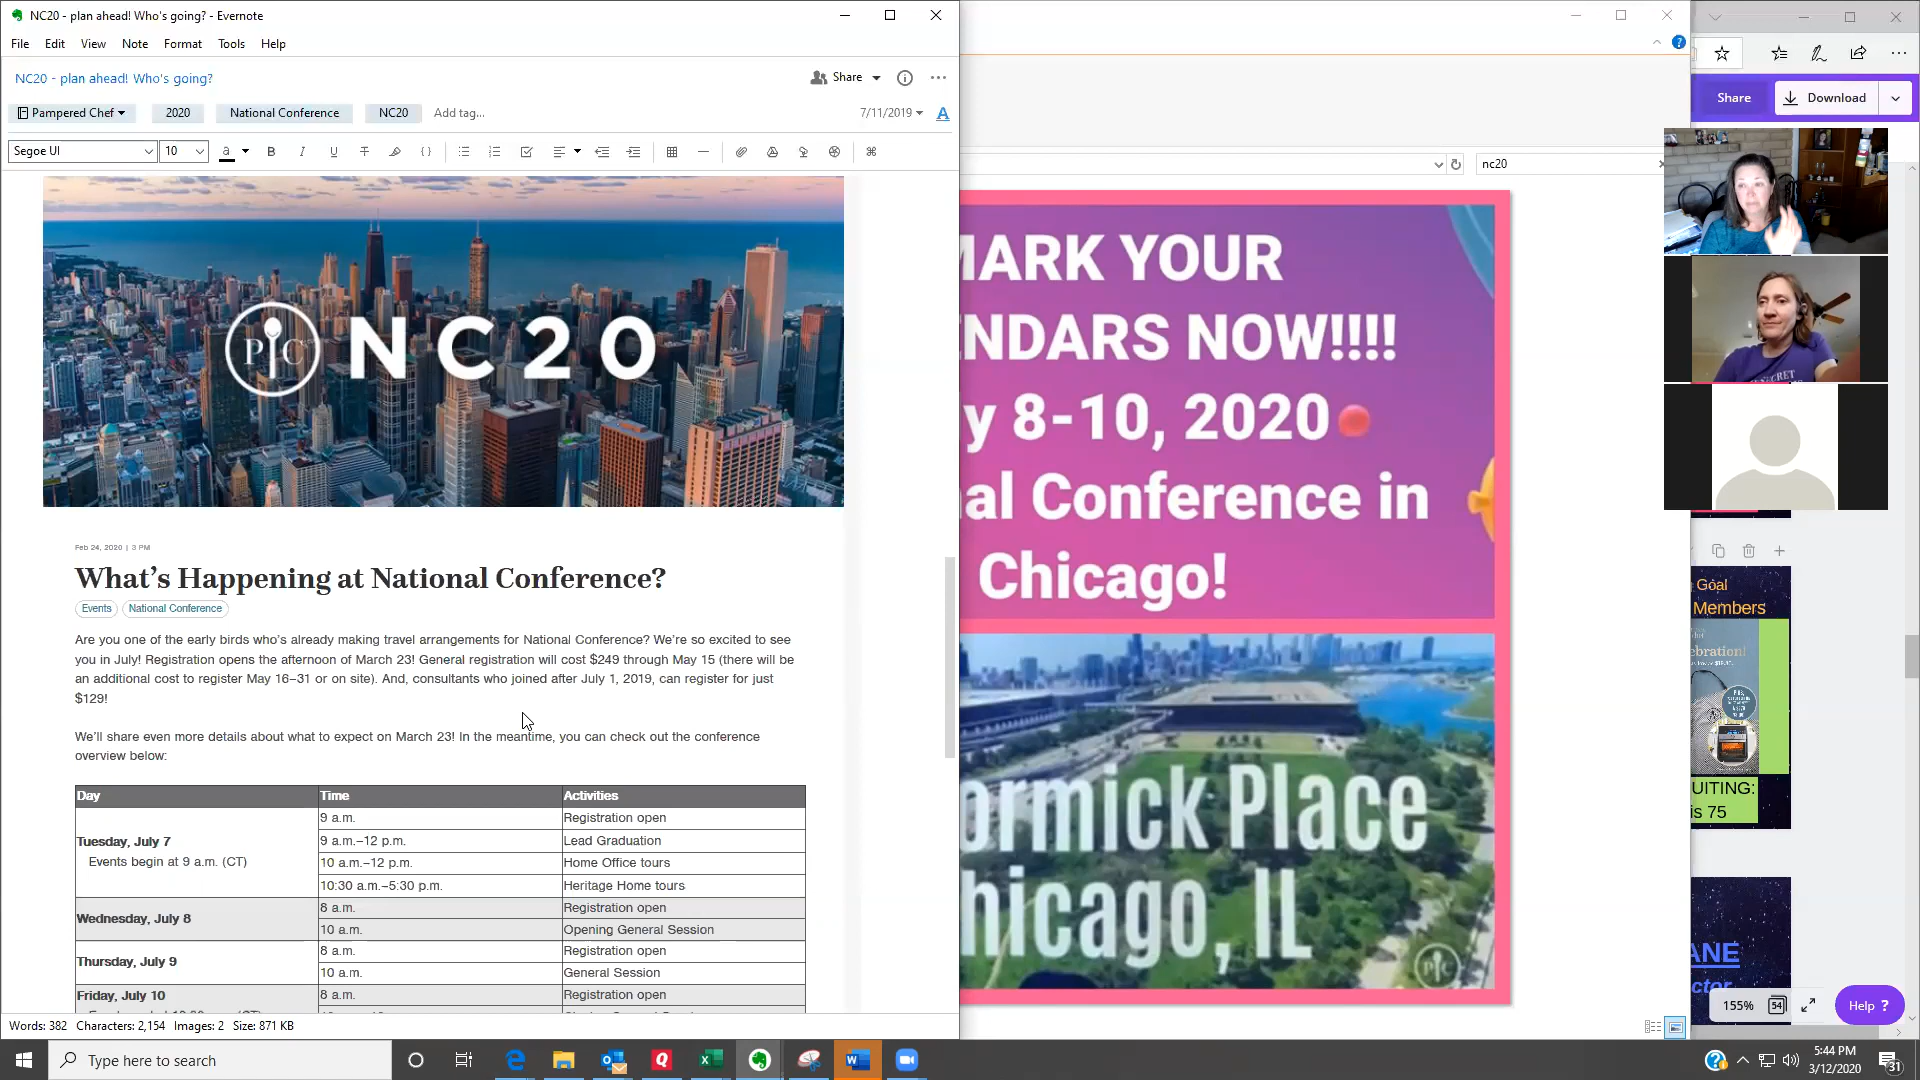 NC20 - plan ahead! Who's going? - Evernote
File Edit View Note Format Tools Help
NC20 - plan ahead! Who's going?
Share
Pampered Chef 2020 National Conference NC20 Add tag...
7/11/2019
Segoe UI 10
PC NC20
Feb 24, 2020 | 3 PM
What's Happening at National Conference?
Events National Conference
Are you one of the early birds who's already making travel arrangements for National Conference? We're so excited to see
you in July! Registration opens the afternoon of March 23! General registration will cost $249 through May 15 (there will be
an additional cost to register May 16–31 or on site). And, consultants who joined after July 1, 2019, can register for just
$129!
We'll share even more details about what to expect on March 23! In the meantime, you can check out the conference
overview below:
Day Time Activities
Tuesday, July 7
Events begin at 9 a.m. (CT)
9 a.m. Registration open
9 a.m.–12 p.m. Lead Graduation
10 a.m.–12 p.m. Home Office tours
10:30 a.m.–5:30 p.m. Heritage Home tours
Wednesday, July 8
8 a.m. Registration open
10 a.m. Opening General Session
Thursday, July 9
8 a.m. Registration open
10 a.m. General Session
Friday, July 10
8 a.m. Registration open
Words: 382 Characters: 2,154 Images: 2 Size: 871 KB
nc20
MARK YOUR
ENDARS NOW!!!!
y 8-10, 2020
al Conference in
Chicago!
ormick Place
hicago, IL
PC
Share Download
Goal
Members
ebration!
UITING:
is 75
ANE
ctor
155% 54 Help ?
Type here to search
5:44 PM
3/12/2020
31